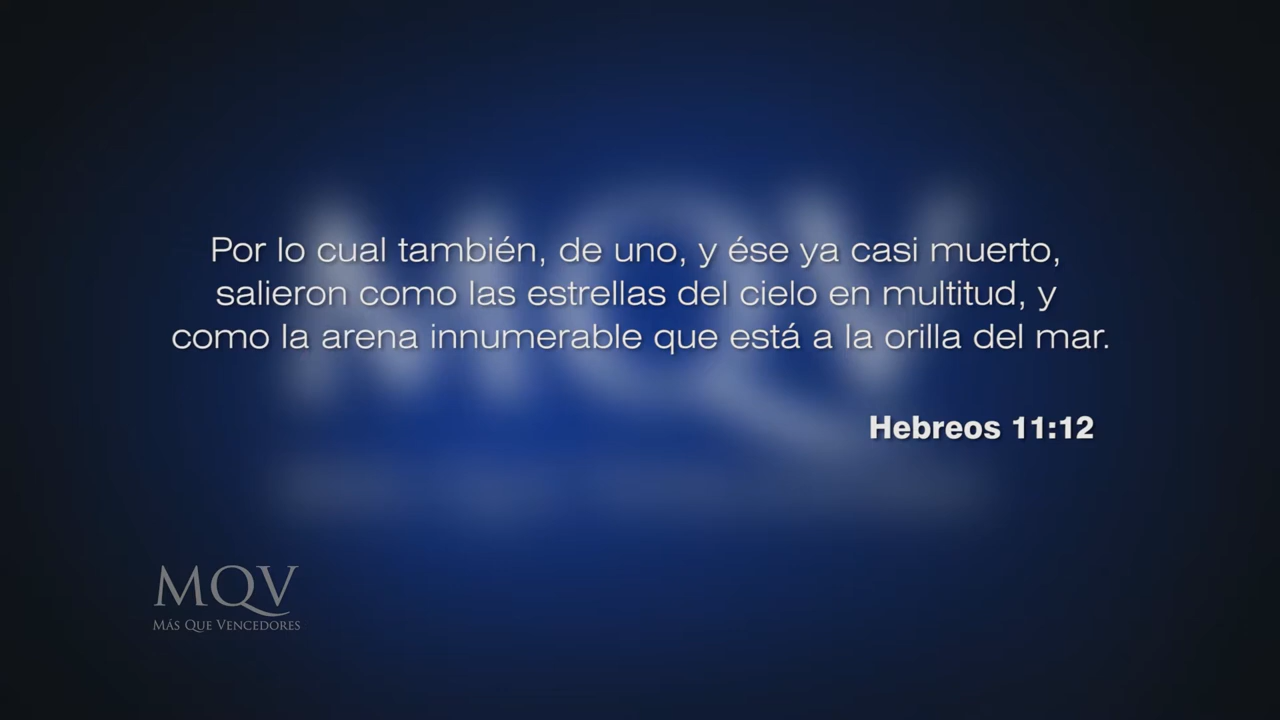 Por lo cual también, de uno, y ése ya casi muerto,
salieron como las estrellas del cielo en multitud, y
como la arena innumerable que está a la orilla del mar.
Hebreos 11:12
MQV
MÁS QUE VENCEDORES